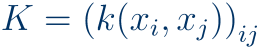 K = (k(x_i, x_j))_{ij}